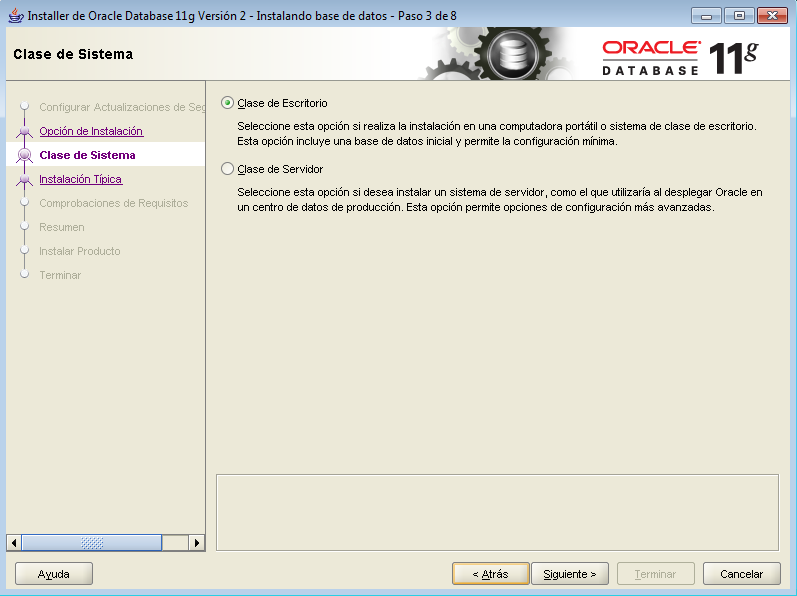 Installer de Oracle Database 11g Versión 2 - Instalando base de datos - Paso 3 de 8
Clase de Sistema
ORACLE
DATABASE
11g
Configurar Actualizaciones de Seg
Opción de Instalación
Clase de Sistema
Instalación Típica
Comprobaciones de Requisitos
Resumen
Instalar Producto
Terminar
Clase de Escritorio
Seleccione esta opción si realiza la instalación en una computadora portátil o sistema de clase de escritorio.
Esta opción incluye una base de datos inicial y permite la configuración mínima.
Clase de Servidor
Seleccione esta opción si desea instalar un sistema de servidor, como el que utilizaría al desplegar Oracle en
un centro de datos de producción. Esta opción permite opciones de configuración más avanzadas.
Ayuda
< Atrás
Siguiente >
Terminar
Cancelar